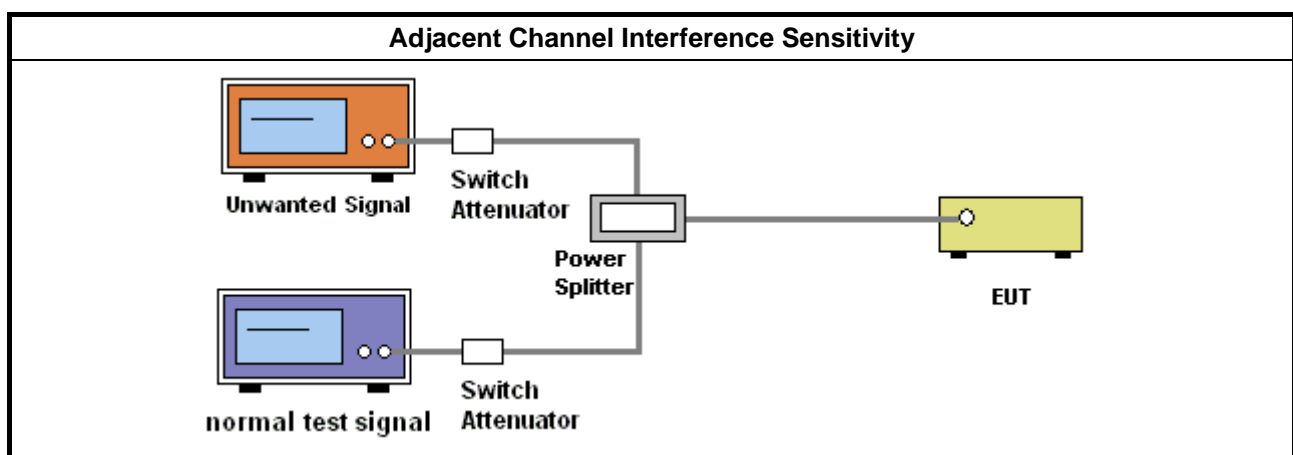 Adjacent Channel Interference Sensitivity
Unwanted Signal
Switch
Attenuator
Power
Splitter
EUT
normal test signal
Switch
Attenuator